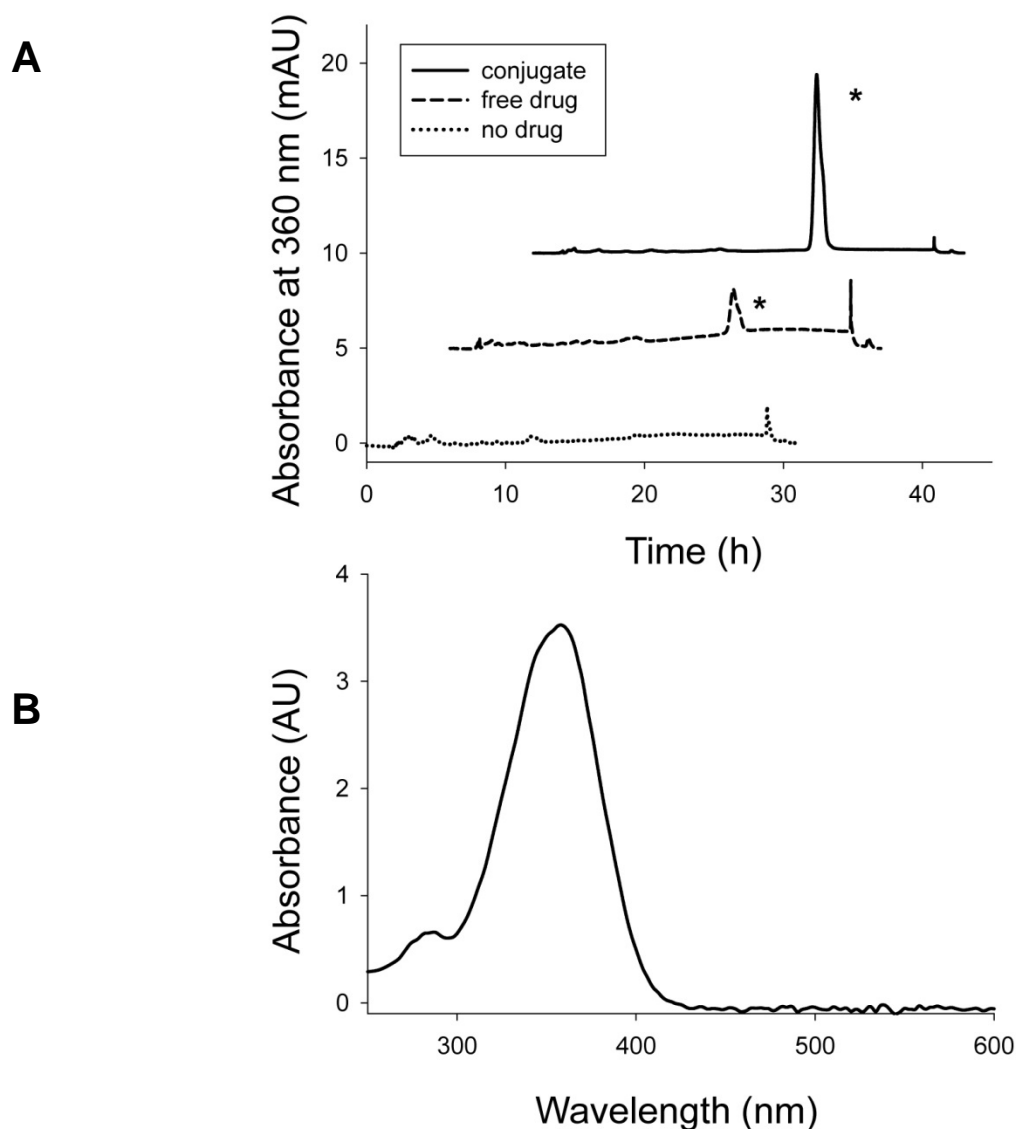 A
Absorbance at 360 nm (mAU)
20
15
10
5
0
conjugate
free drug
no drug
*
*
0 10 20 30 40
Time (h)
B
Absorbance (AU)
4
3
2
1
0
300 400 500 600
Wavelength (nm)